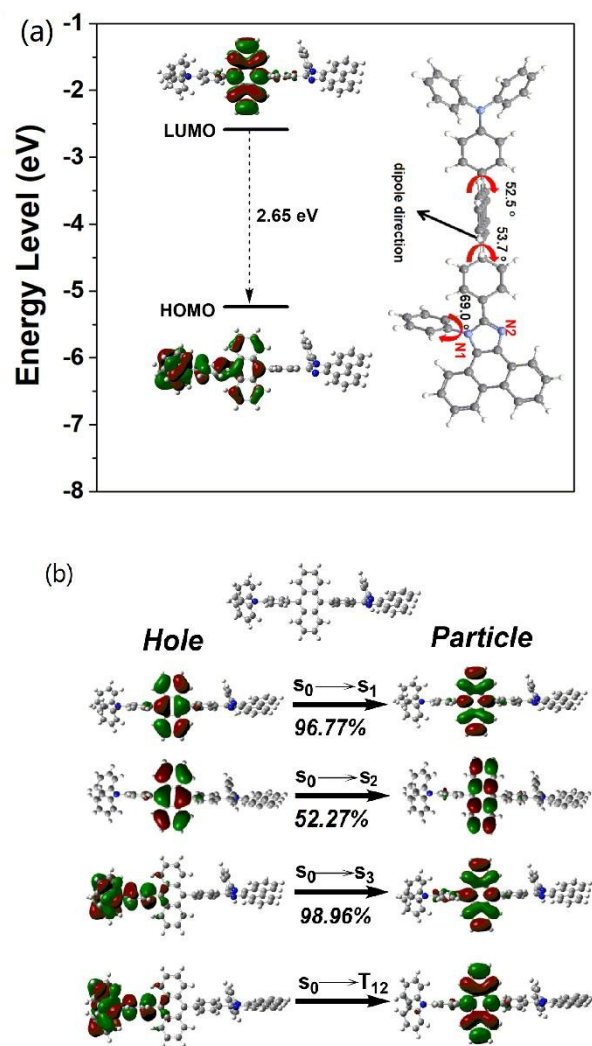 (a)
Energy Level (eV)
-1
-2
-3
-4
-5
-6
-7
-8
LUMO
2.65 eV
HOMO
dipole direction
52.5 °
53.7 °
69.0 °
N1
N2
(b)
Hole
Particle
S0 → S1
96.77%
S0 → S2
52.27%
S0 → S3
98.96%
S0 → T12